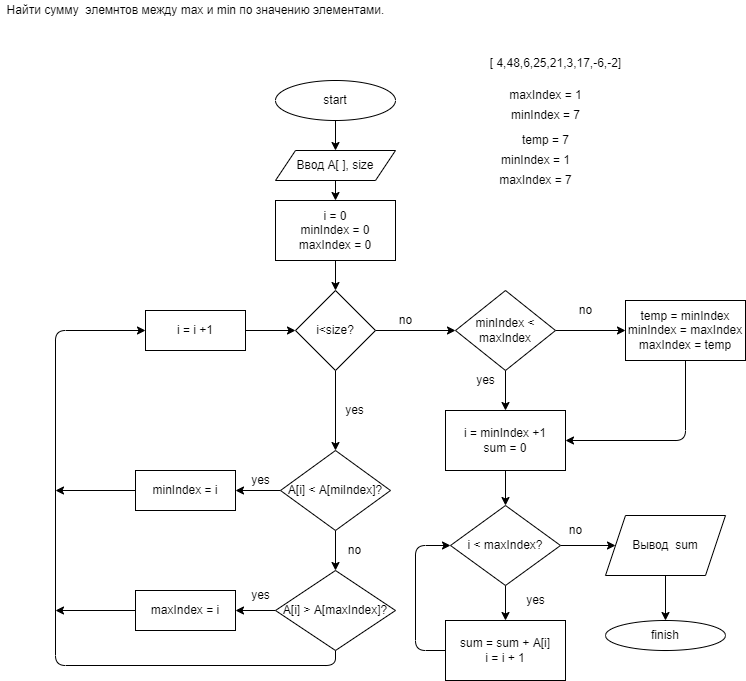 Найти сумму элемнтов между max и min по значению элементами.
[ 4,48,6,25,21,3,17,-6,-2]
maxIndex = 1
minIndex = 7
temp = 7
minIndex = 1
maxIndex = 7
start
Ввод A[ ], size
i = 0
minIndex = 0
maxIndex = 0
i = i +1
i<size?
no
minIndex <
maxIndex
no
temp = minIndex
minIndex = maxIndex
maxIndex = temp
yes
yes
i = minIndex +1
sum = 0
minIndex = i
yes
A[i] < A[miIndex]?
no
i < maxIndex?
no
Вывод sum
yes
maxIndex = i
yes
A[i] > A[maxIndex]?
sum = sum + A[i]
i = i + 1
finish